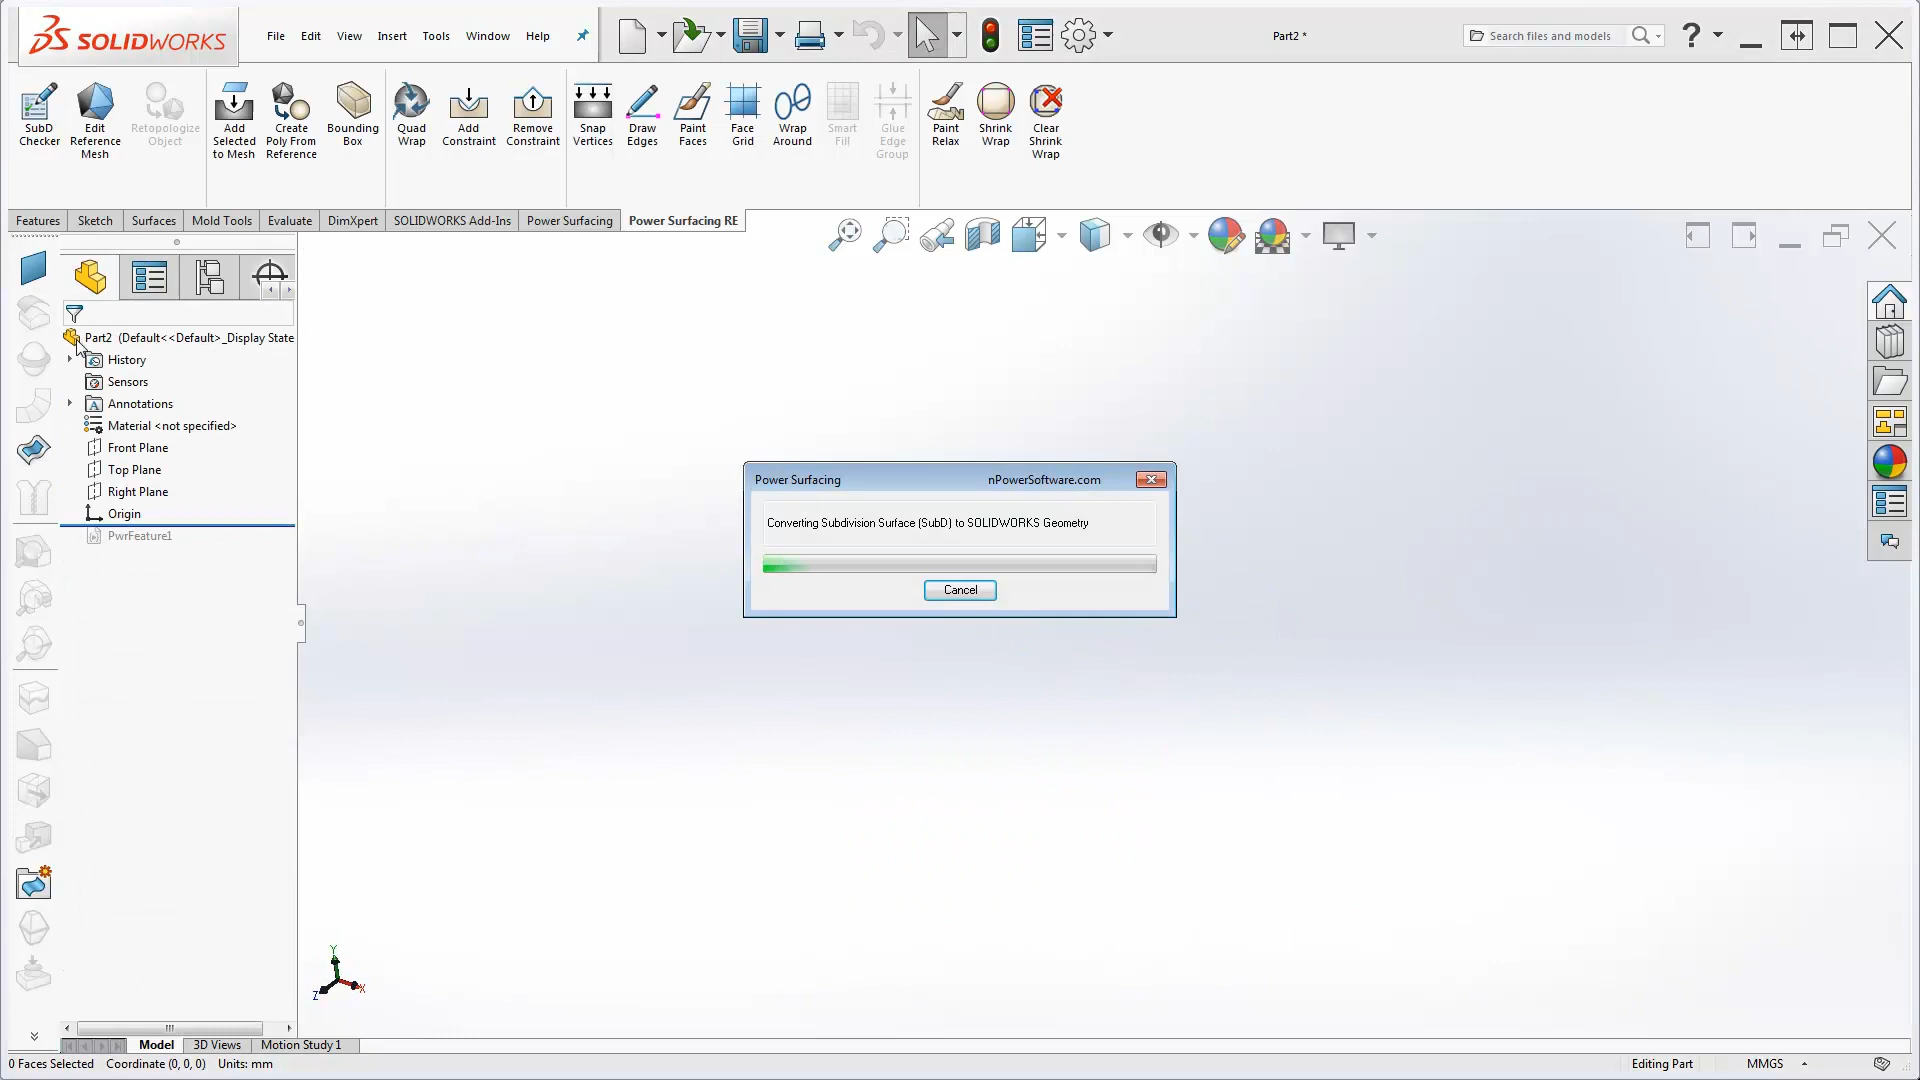 SOLIDWORKS
File Edit View Insert Tools Window Help
Part2 *
Search files and models
SubD Checker
Edit Reference Mesh
Retopologize Object
Add Selected to Mesh
Create Poly From Reference
Bounding Box
Quad Wrap
Add Constraint
Remove Constraint
Snap Vertices
Draw Edges
Paint Faces
Face Grid
Wrap Around
Smart Fill
Glue Edge Group
Paint Relax
Shrink Wrap
Clear Shrink Wrap
Features Sketch Surfaces Mold Tools Evaluate DimXpert SOLIDWORKS Add-Ins Power Surfacing Power Surfacing RE
Part2 (Default<<Default>_Display State
History
Sensors
Annotations
Material <not specified>
Front Plane
Top Plane
Right Plane
Origin
PwrFeature1
Power Surfacing nPowerSoftware.com
Converting Subdivision Surface (SubD) to SOLIDWORKS Geometry
Cancel
Y
Z X
Model 3D Views Motion Study 1
0 Faces Selected Coordinate (0, 0, 0) Units: mm Editing Part MMGS